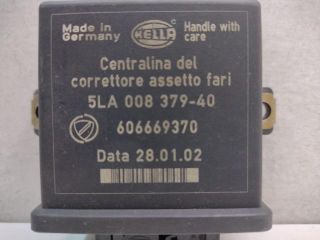 Made in
Germany
HELLA
Handle with
care
Centralina del
correttore assetto fari
5LA 008 379-40
606669370
Data 28.01.02